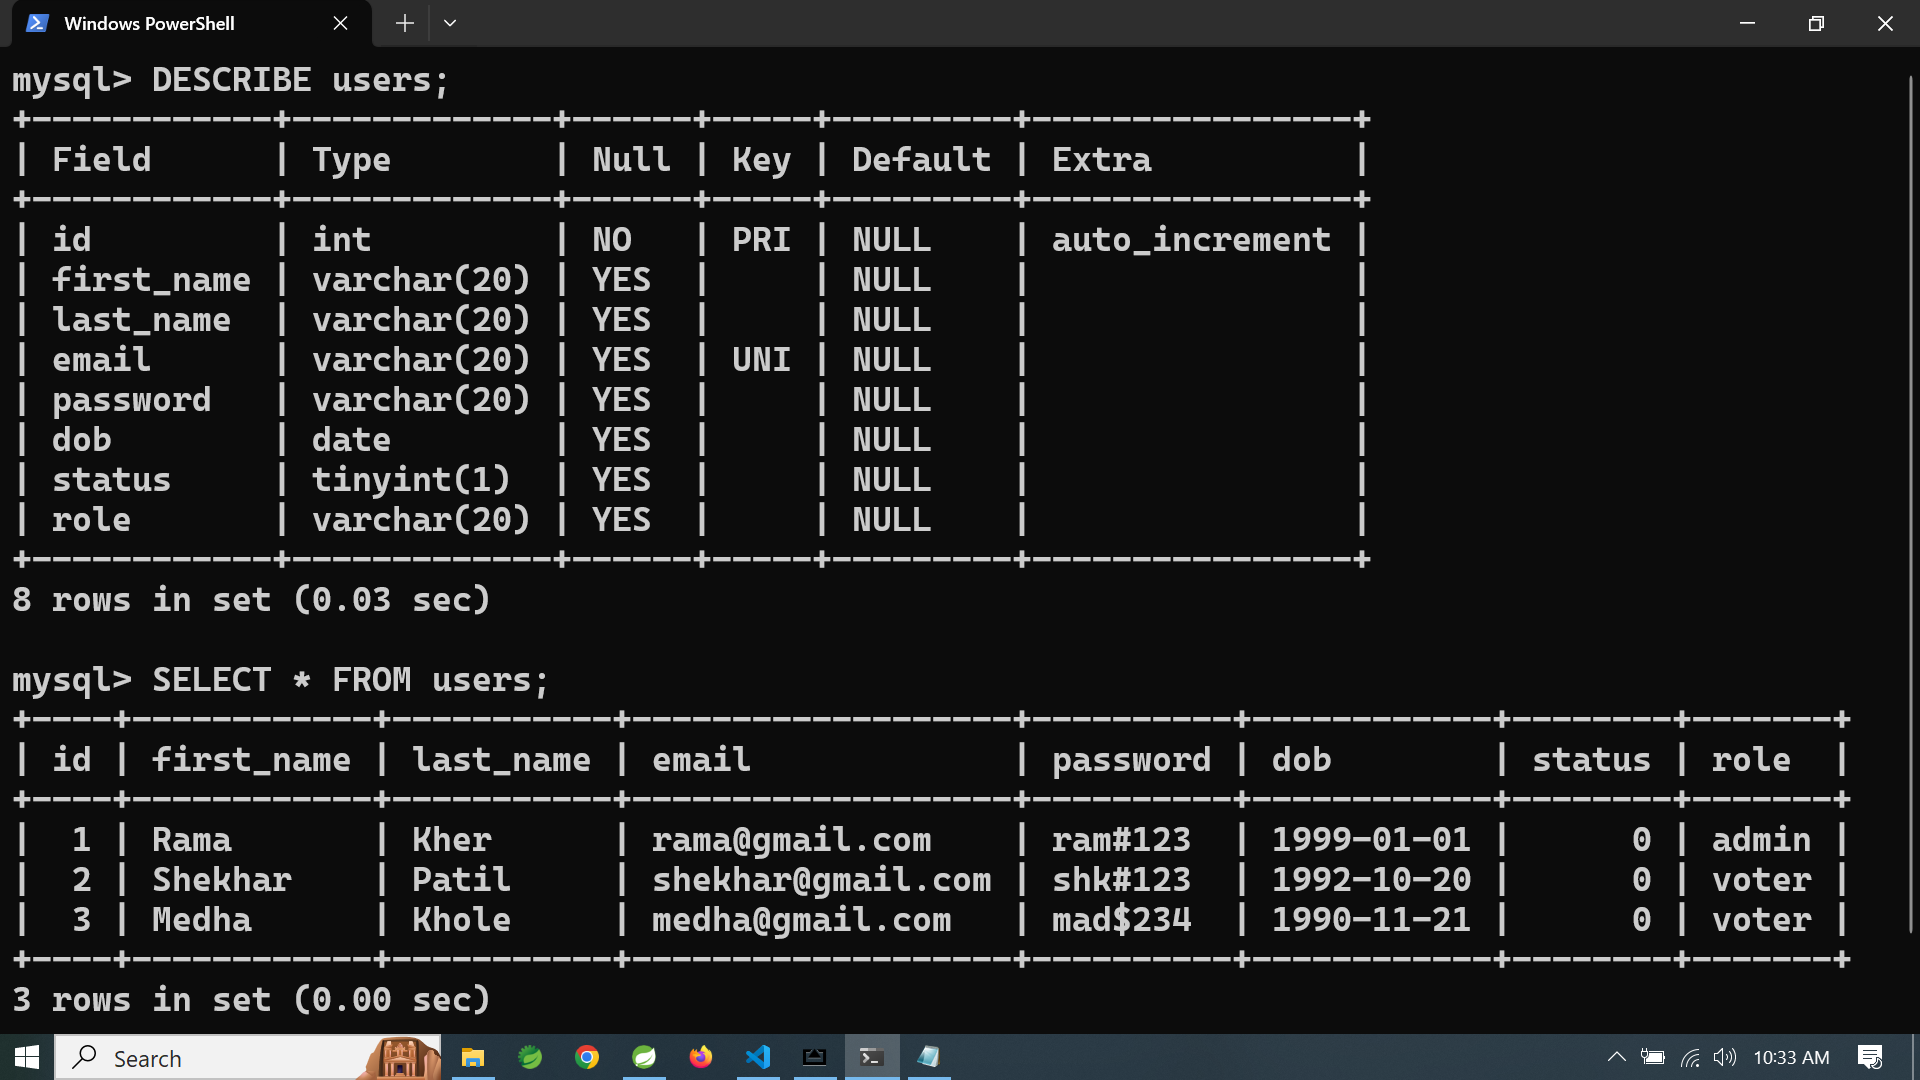 Windows PowerShell
mysql> DESCRIBE users;
+------------+-------------+------+-----+---------+----------------+
| Field      | Type        | Null | Key | Default | Extra          |
+------------+-------------+------+-----+---------+----------------+
| id         | int         | NO   | PRI | NULL    | auto_increment |
| first_name | varchar(20) | YES  |     | NULL    |                |
| last_name  | varchar(20) | YES  |     | NULL    |                |
| email      | varchar(20) | YES  | UNI | NULL    |                |
| password   | varchar(20) | YES  |     | NULL    |                |
| dob        | date        | YES  |     | NULL    |                |
| status     | tinyint(1)  | YES  |     | NULL    |                |
| role       | varchar(20) | YES  |     | NULL    |                |
+------------+-------------+------+-----+---------+----------------+
8 rows in set (0.03 sec)
mysql> SELECT * FROM users;
+----+------------+-----------+-------------------+----------+------------+--------+-------+
| id | first_name | last_name | email             | password | dob        | status | role  |
+----+------------+-----------+-------------------+----------+------------+--------+-------+
|  1 | Rama       | Kher      | rama@gmail.com    | ram#123  | 1999-01-01 |      0 | admin |
|  2 | Shekhar    | Patil     | shekhar@gmail.com | shk#123  | 1992-10-20 |      0 | voter |
|  3 | Medha      | Khole     | medha@gmail.com   | mad$234  | 1990-11-21 |      0 | voter |
+----+------------+-----------+-------------------+----------+------------+--------+-------+
3 rows in set (0.00 sec)
Search
10:33 AM